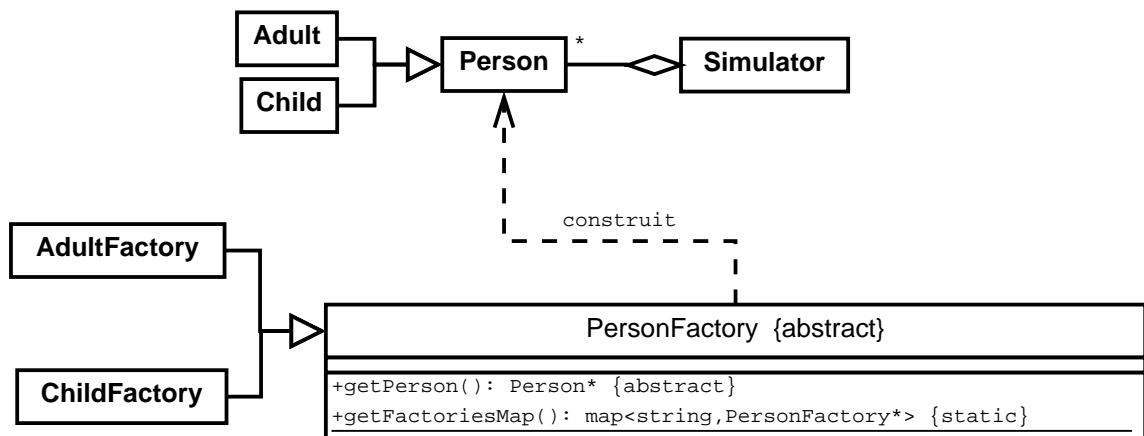 Adult
*
Person
Simulator
Child
construit
AdultFactory
PersonFactory {abstract}
ChildFactory
+getPerson(): Person* {abstract}
+getFactoriesMap(): map<string,PersonFactory*> {static}